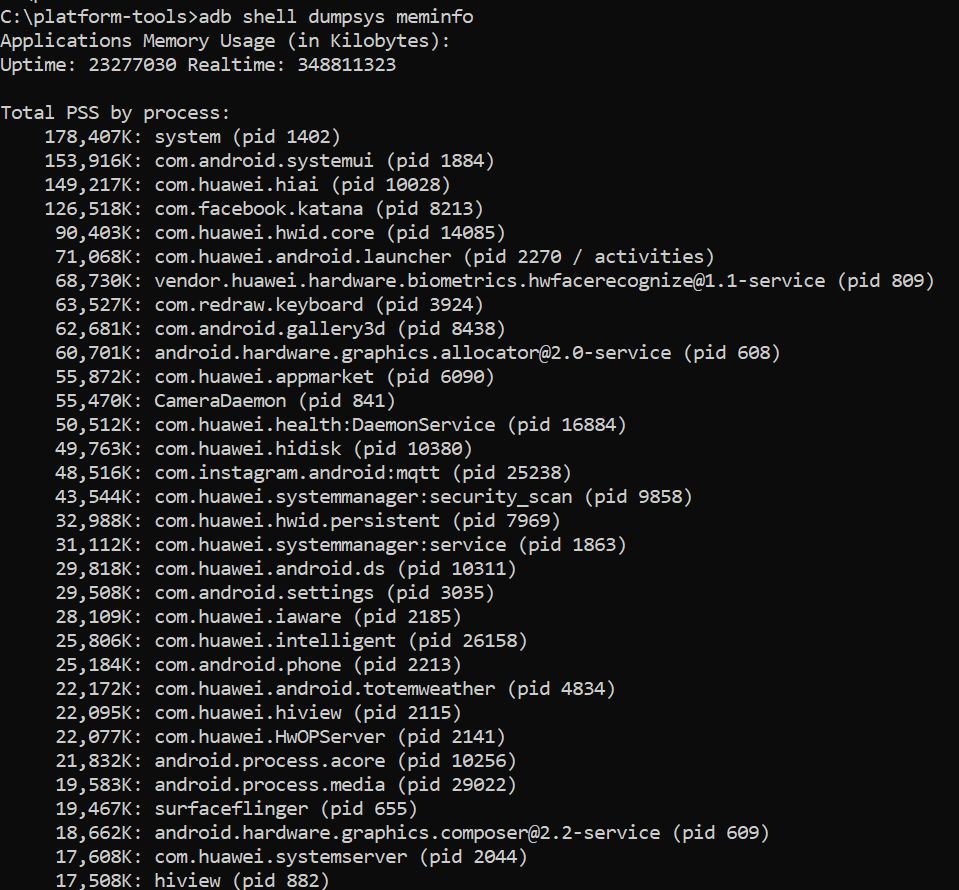 C:\platform-tools>adb shell dumpsys meminfo
Applications Memory Usage (in Kilobytes):
Uptime: 23277030 Realtime: 348811323

Total PSS by process:
    178,407K: system (pid 1402)
    153,916K: com.android.systemui (pid 1884)
    149,217K: com.huawei.hiai (pid 10028)
    126,518K: com.facebook.katana (pid 8213)
     90,403K: com.huawei.hwid.core (pid 14085)
     71,068K: com.huawei.android.launcher (pid 2270 / activities)
     68,730K: vendor.huawei.hardware.biometrics.hwfacerecognize@1.1-service (pid 809)
     63,527K: com.redraw.keyboard (pid 3924)
     62,681K: com.android.gallery3d (pid 8438)
     60,701K: android.hardware.graphics.allocator@2.0-service (pid 608)
     55,872K: com.huawei.appmarket (pid 6090)
     55,470K: CameraDaemon (pid 841)
     50,512K: com.huawei.health:DaemonService (pid 16884)
     49,763K: com.huawei.hidisk (pid 10380)
     48,516K: com.instagram.android:mqtt (pid 25238)
     43,544K: com.huawei.systemmanager:security_scan (pid 9858)
     32,988K: com.huawei.hwid.persistent (pid 7969)
     31,112K: com.huawei.systemmanager:service (pid 1863)
     29,818K: com.huawei.android.ds (pid 10311)
     29,508K: com.android.settings (pid 3035)
     28,109K: com.huawei.iaware (pid 2185)
     25,806K: com.huawei.intelligent (pid 26158)
     25,184K: com.android.phone (pid 2213)
     22,172K: com.huawei.android.totemweather (pid 4834)
     22,095K: com.huawei.hiview (pid 2115)
     22,077K: com.huawei.HwOPServer (pid 2141)
     21,832K: android.process.acore (pid 10256)
     19,583K: android.process.media (pid 29022)
     19,467K: surfaceflinger (pid 655)
     18,662K: android.hardware.graphics.composer@2.2-service (pid 609)
     17,608K: com.huawei.systemserver (pid 2044)
     17,508K: hiview (pid 882)